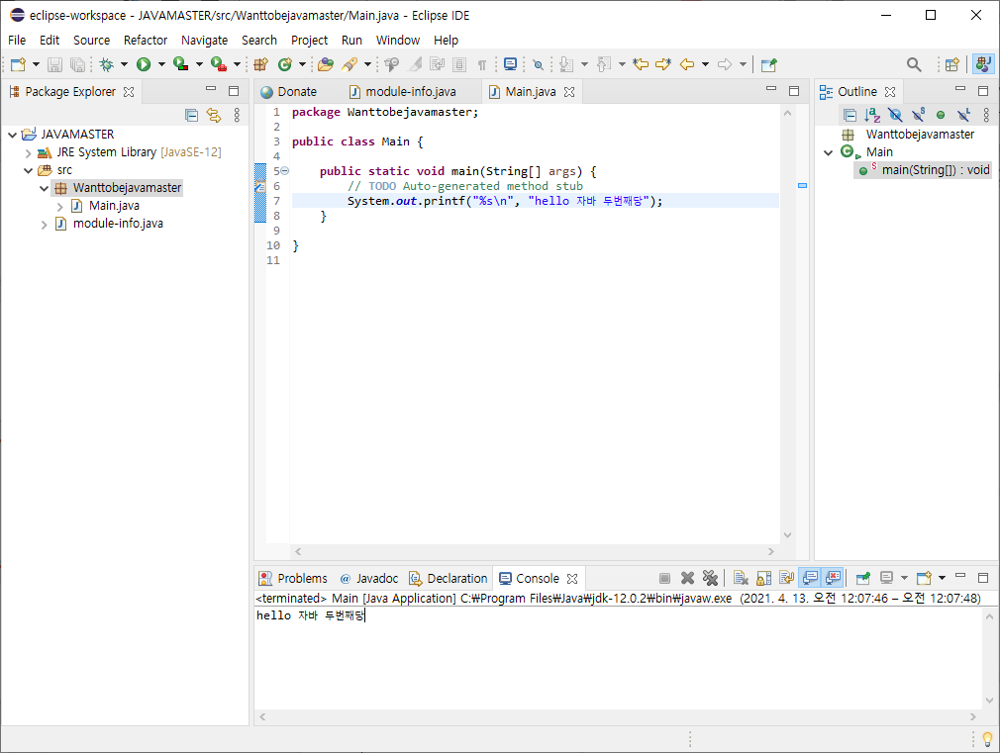 eclipse-workspace - JAVAMASTER/src/Wanttobejavamaster/Main.java - Eclipse IDE
File Edit Source Refactor Navigate Search Project Run Window Help
Package Explorer
JAVAMASTER
JRE System Library [JavaSE-12]
src
Wanttobejavamaster
Main.java
module-info.java
Donate module-info.java Main.java
1 package Wanttobejavamaster;
2
3 public class Main {
4
5 public static void main(String[] args) {
6 // TODO Auto-generated method stub
7 System.out.printf("%s\n", "hello 자바 두번째당");
8 }
9
10 }
11
Outline
Wanttobejavamaster
Main
main(String[]) : void
Problems @ Javadoc Declaration Console
<terminated> Main [Java Application] C:₩Program Files₩Java₩jdk-12.0.2₩bin₩javaw.exe (2021. 4. 13. 오전 12:07:46 – 오전 12:07:48)
hello 자바 두번째당